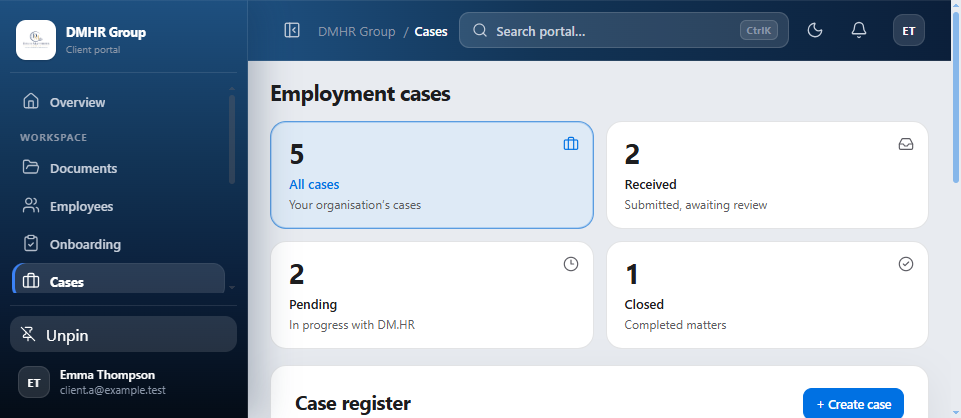 DMHR Group
Client portal
Overview
WORKSPACE
Documents
Employees
Onboarding
Cases
Unpin
ET
Emma Thompson
client.a@example.test
DMHR Group / Cases
Search portal...
CtrlK
ET
Employment cases
5
All cases
Your organisation's cases
2
Received
Submitted, awaiting review
2
Pending
In progress with DM.HR
1
Closed
Completed matters
Case register
+ Create case